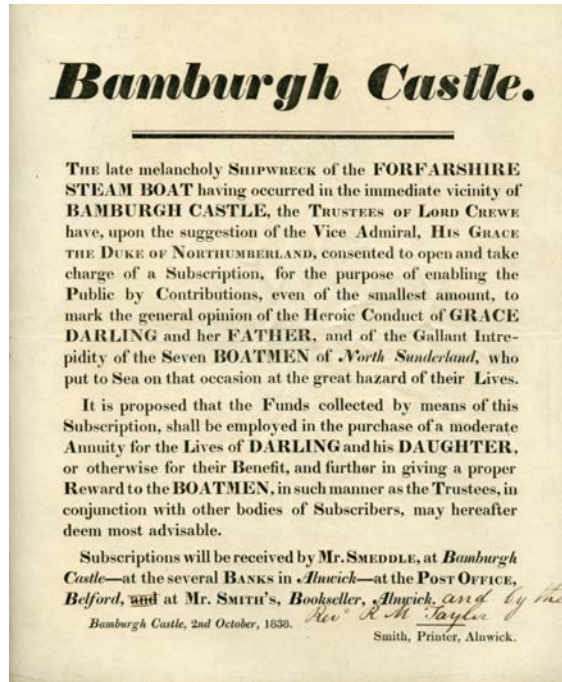 Bamburgh Castle.
THE late melancholy SHIPWRECK of the FORFARSHIRE
STEAM BOAT having occurred in the immediate vicinity of
BAMBURGH CASTLE, the TRUSTEES OF LORD CREWE
have, upon the suggestion of the Vice Admiral, HIS GRACE
THE DUKE OF NORTHUMBERLAND, consented to open and take
charge of a Subscription, for the purpose of enabling the
Public by Contributions, even of the smallest amount, to
mark the general opinion of the Heroic Conduct of GRACE
DARLING and her FATHER, and of the Gallant Intre-
pidity of the Seven BOATMEN of North Sunderland, who
put to Sea on that occasion at the great hazard of their Lives.
It is proposed that the Funds collected by means of this
Subscription, shall be employed in the purchase of a moderate
Annuity for the Lives of DARLING and his DAUGHTER,
or otherwise for their Benefit, and further in giving a proper
Reward to the BOATMEN, in such manner as the Trustees, in
conjunction with other bodies of Subscribers, may hereafter
deem most advisable.
Subscriptions will be received by Mr. SMEDDLE, at Bamburgh
Castle—at the several BANKS in Alnwick—at the POST OFFICE,
Belford, and at Mr. SMITH'S, Bookseller, Alnwick. and by the
Revd R M Taylor
Bamburgh Castle, 2nd October, 1838.
Smith, Printer, Alnwick.